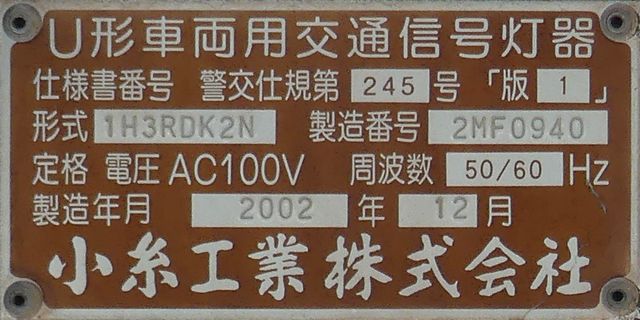 U形車両用交通信号灯器
仕様書番号 警交仕規第 245 号 「版 1 」
形式 1H3RDK2N 製造番号 2MF0940
定格 電圧 AC100V 周波数 50/60 Hz
製造年月 2002 年 12 月
小糸工業株式会社